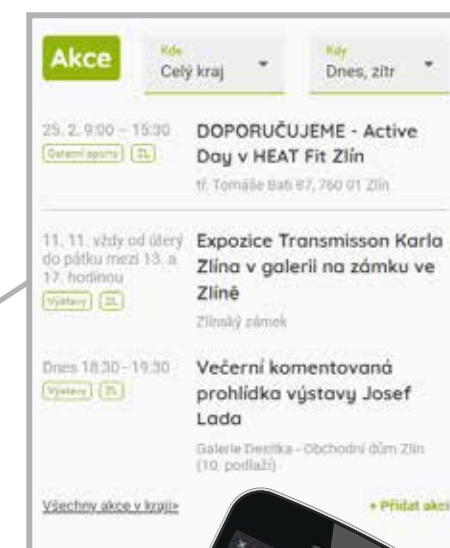 Akce
Kde
Celý kraj
Kdy
Dnes, zítr
25. 2. 9:00 – 15:30
Ostatní sporty
ZL
DOPORUČUJEME - Active
Day v HEAT Fit Zlín
tř. Tomáše Bati 87, 760 01 Zlín
11. 11. vždy od úterý
do pátku mezi 13. a
17. hodinou
Výstavy
ZL
Expozice Transmisson Karla
Zlína v galerii na zámku ve
Zlíně
Zlínský zámek
Dnes 18:30 - 19:30
Výstavy
ZL
Večerní komentovaná
prohlídka výstavy Josef
Lada
Galerie Desítka - Obchodní dům Zlín
(10. podlaží)
Všechny akce v kraji»
+ Přidat akci